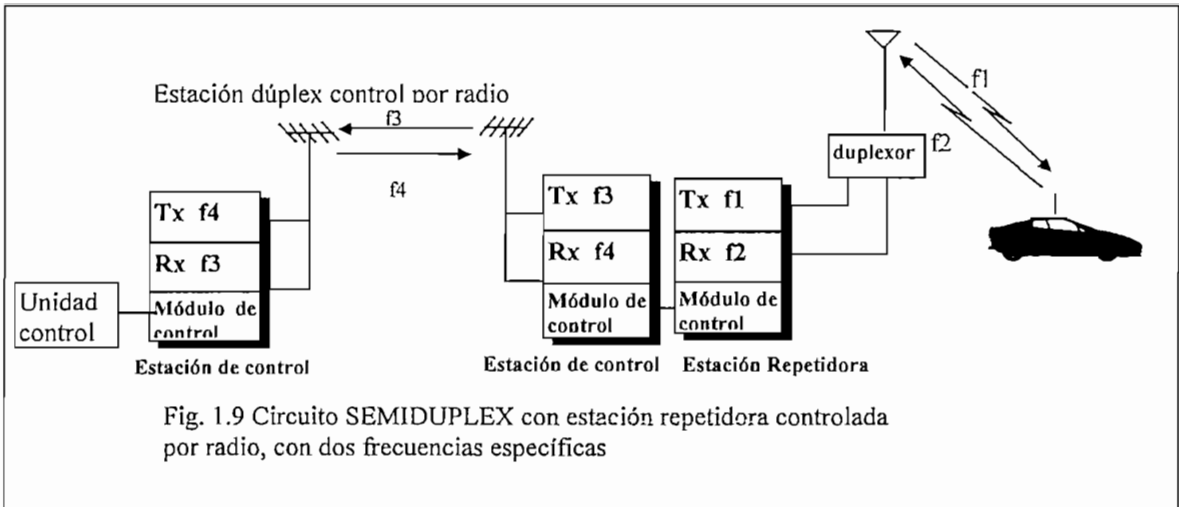 Estación dúplex control por radio
f3
f4
f1
f2
duplexor
Tx f4
Rx f3
Módulo de
control
Unidad
control
Estación de control
Tx f3
Rx f4
Módulo de
control
Estación de control
Tx f1
Rx f2
Módulo de
control
Estación Repetidora
Fig. 1.9 Circuito SEMIDUPLEX con estación repetidora controlada
por radio, con dos frecuencias específicas